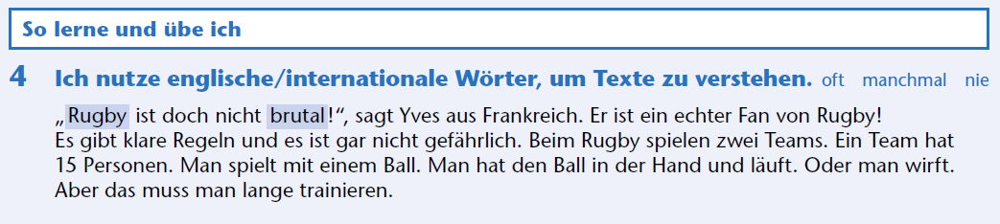 So lerne und übe ich
4 Ich nutze englische/internationale Wörter, um Texte zu verstehen. oft manchmal nie
„Rugby ist doch nicht brutal!“, sagt Yves aus Frankreich. Er ist ein echter Fan von Rugby!
Es gibt klare Regeln und es ist gar nicht gefährlich. Beim Rugby spielen zwei Teams. Ein Team hat
15 Personen. Man spielt mit einem Ball. Man hat den Ball in der Hand und läuft. Oder man wirft.
Aber das muss man lange trainieren.